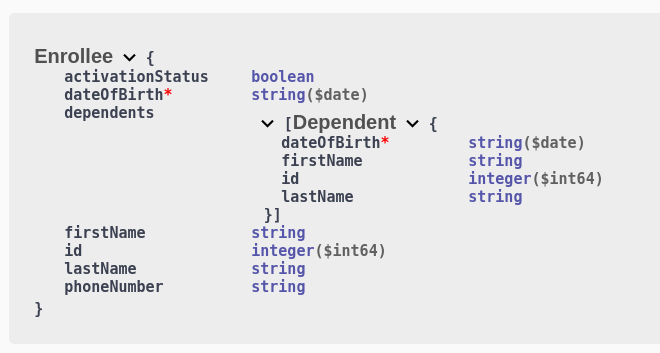 Enrollee {
activationStatus boolean
dateOfBirth* string($date)
dependents
[Dependent {
dateOfBirth* string($date)
firstName string
id integer($int64)
lastName string
}]
firstName string
id integer($int64)
lastName string
phoneNumber string
}